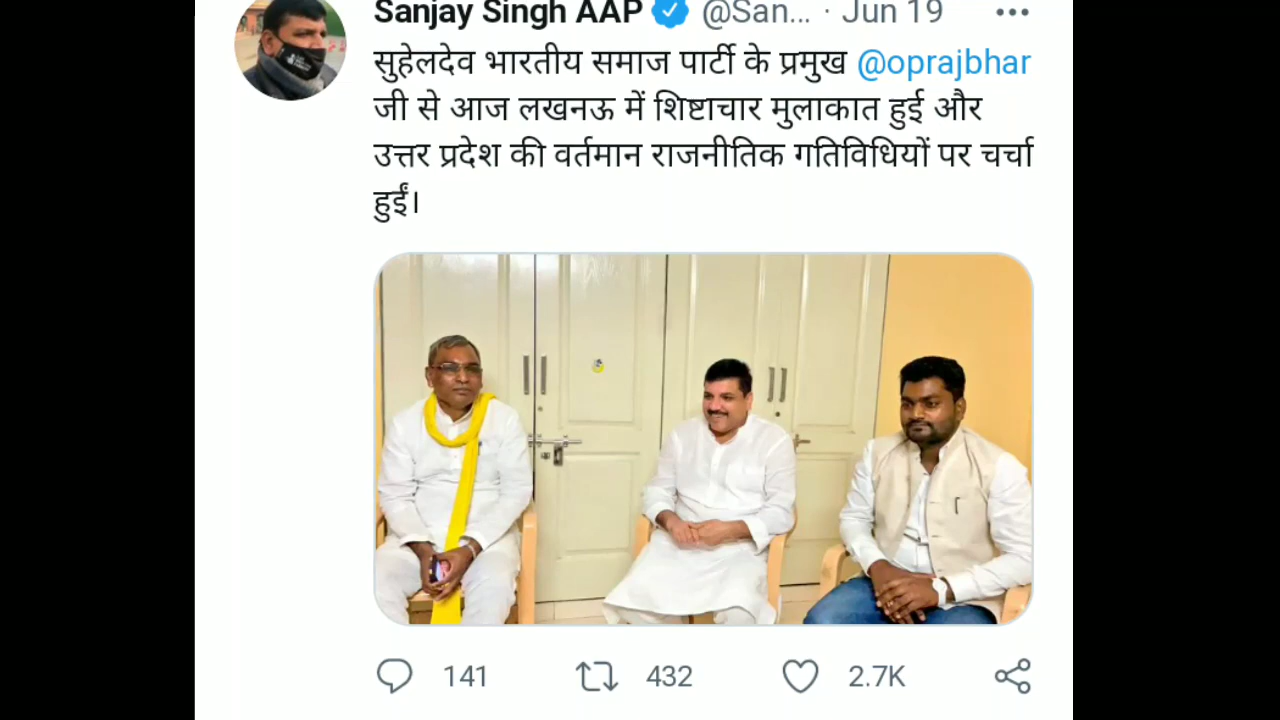 Sanjay Singh AAP @San... · Jun 19
सुहेलदेव भारतीय समाज पार्टी के प्रमुख @oprajbhar
जी से आज लखनऊ में शिष्टाचार मुलाकात हुई और
उत्तर प्रदेश की वर्तमान राजनीतिक गतिविधियों पर चर्चा
हुईं।
141 432 2.7K